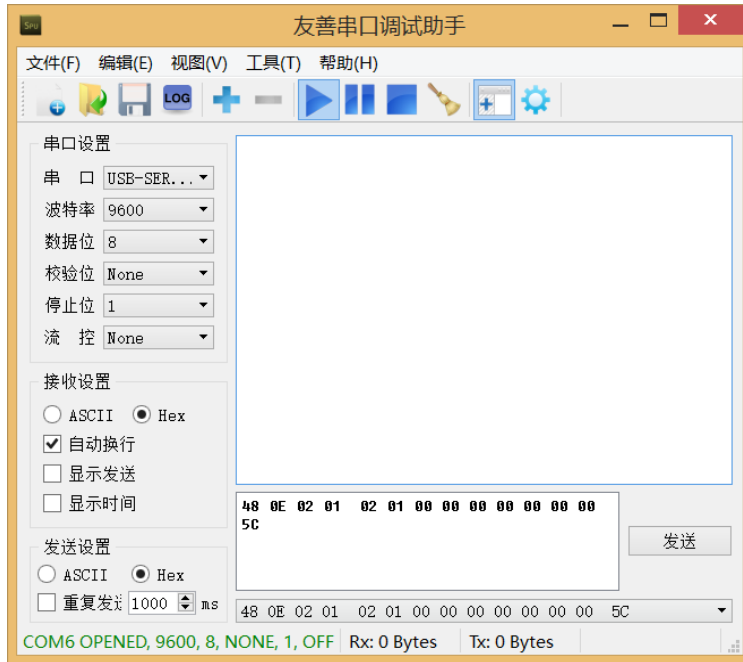 SPU 友善串口调试助手
文件(F) 编辑(E) 视图(V) 工具(T) 帮助(H)
LOG
串口设置
串 口 USB-SER...
波特率 9600
数据位 8
校验位 None
停止位 1
流 控 None
接收设置
ASCII Hex
自动换行
显示发送
显示时间
48 0E 02 01 02 01 00 00 00 00 00 00 00
5C
发送
发送设置
ASCII Hex
重复发 1000 ms
48 0E 02 01 02 01 00 00 00 00 00 00 00 5C
COM6 OPENED, 9600, 8, NONE, 1, OFF Rx: 0 Bytes Tx: 0 Bytes